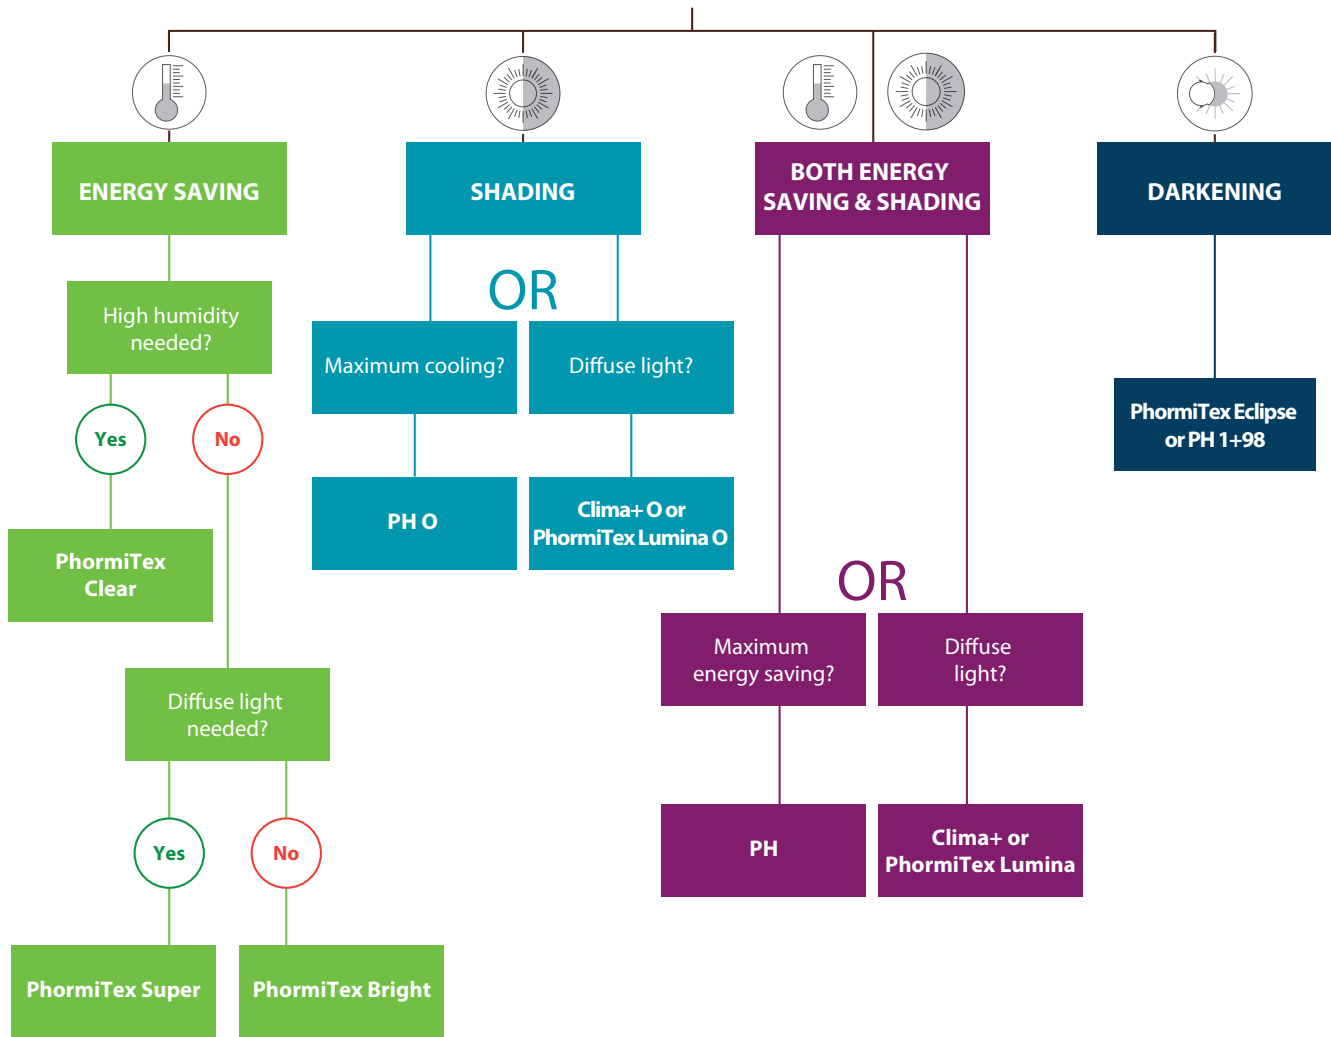 ENERGY SAVING
High humidity
needed?
Yes
No
PhormiTex
Clear
Diffuse light
needed?
Yes
No
PhormiTex Super
PhormiTex Bright
SHADING
OR
Maximum cooling?
Diffuse light?
PH O
Clima+ O or
PhormiTex Lumina O
BOTH ENERGY
SAVING & SHADING
OR
Maximum
energy saving?
Diffuse
light?
PH
Clima+ or
PhormiTex Lumina
DARKENING
PhormiTex Eclipse
or PH 1+98